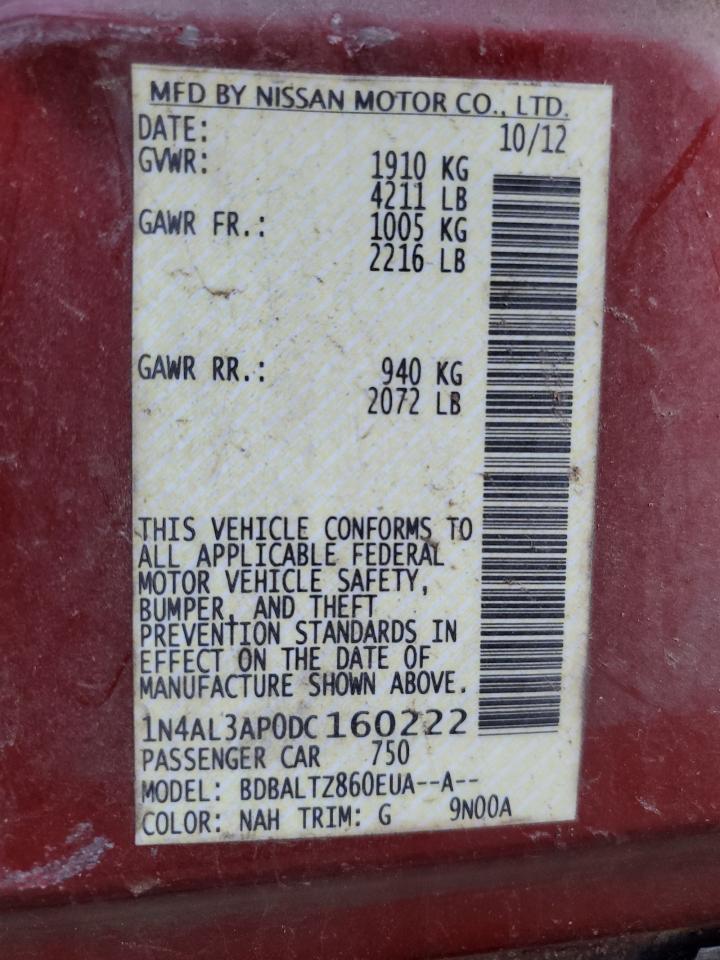 MFD BY NISSAN MOTOR CO., LTD.
DATE: 10/12
GVWR: 1910 KG
4211 LB
GAWR FR.: 1005 KG
2216 LB
GAWR RR.: 940 KG
2072 LB
THIS VEHICLE CONFORMS TO
ALL APPLICABLE FEDERAL
MOTOR VEHICLE SAFETY,
BUMPER, AND THEFT
PREVENTION STANDARDS IN
EFFECT ON THE DATE OF
MANUFACTURE SHOWN ABOVE.
1N4AL3AP0DC160222
PASSENGER CAR 750
MODEL: BDBALTZ860EUA--A--
COLOR: NAH TRIM: G 9N00A